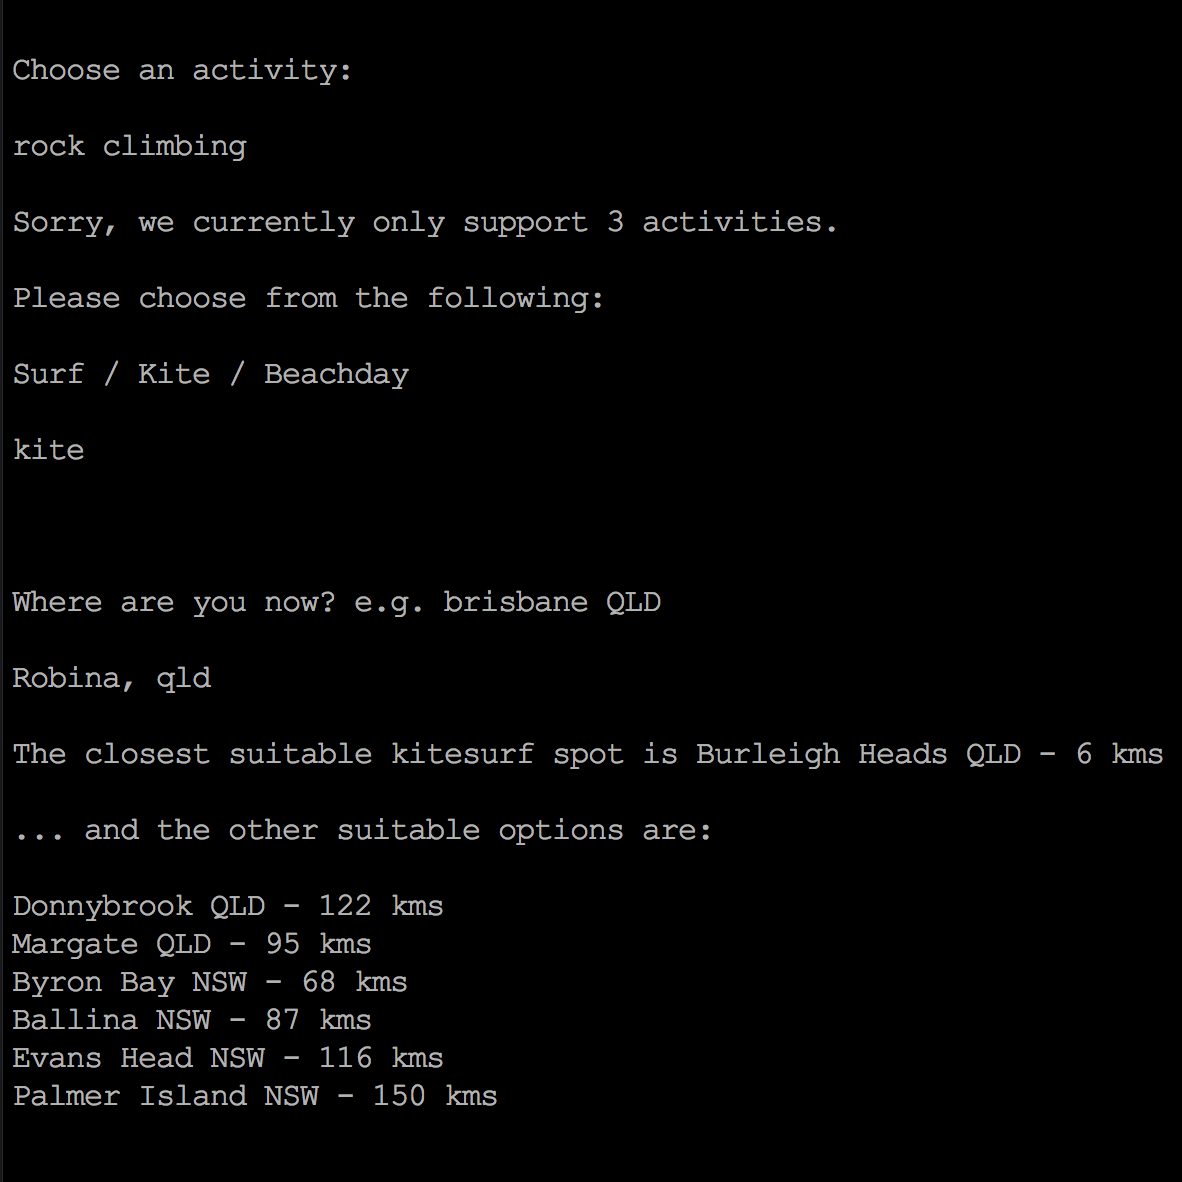 Choose an activity:
rock climbing
Sorry, we currently only support 3 activities.
Please choose from the following:
Surf / Kite / Beachday
kite
Where are you now? e.g. brisbane QLD
Robina, qld
The closest suitable kitesurf spot is Burleigh Heads QLD - 6 kms
... and the other suitable options are:
Donnybrook QLD - 122 kms
Margate QLD - 95 kms
Byron Bay NSW - 68 kms
Ballina NSW - 87 kms
Evans Head NSW - 116 kms
Palmer Island NSW - 150 kms